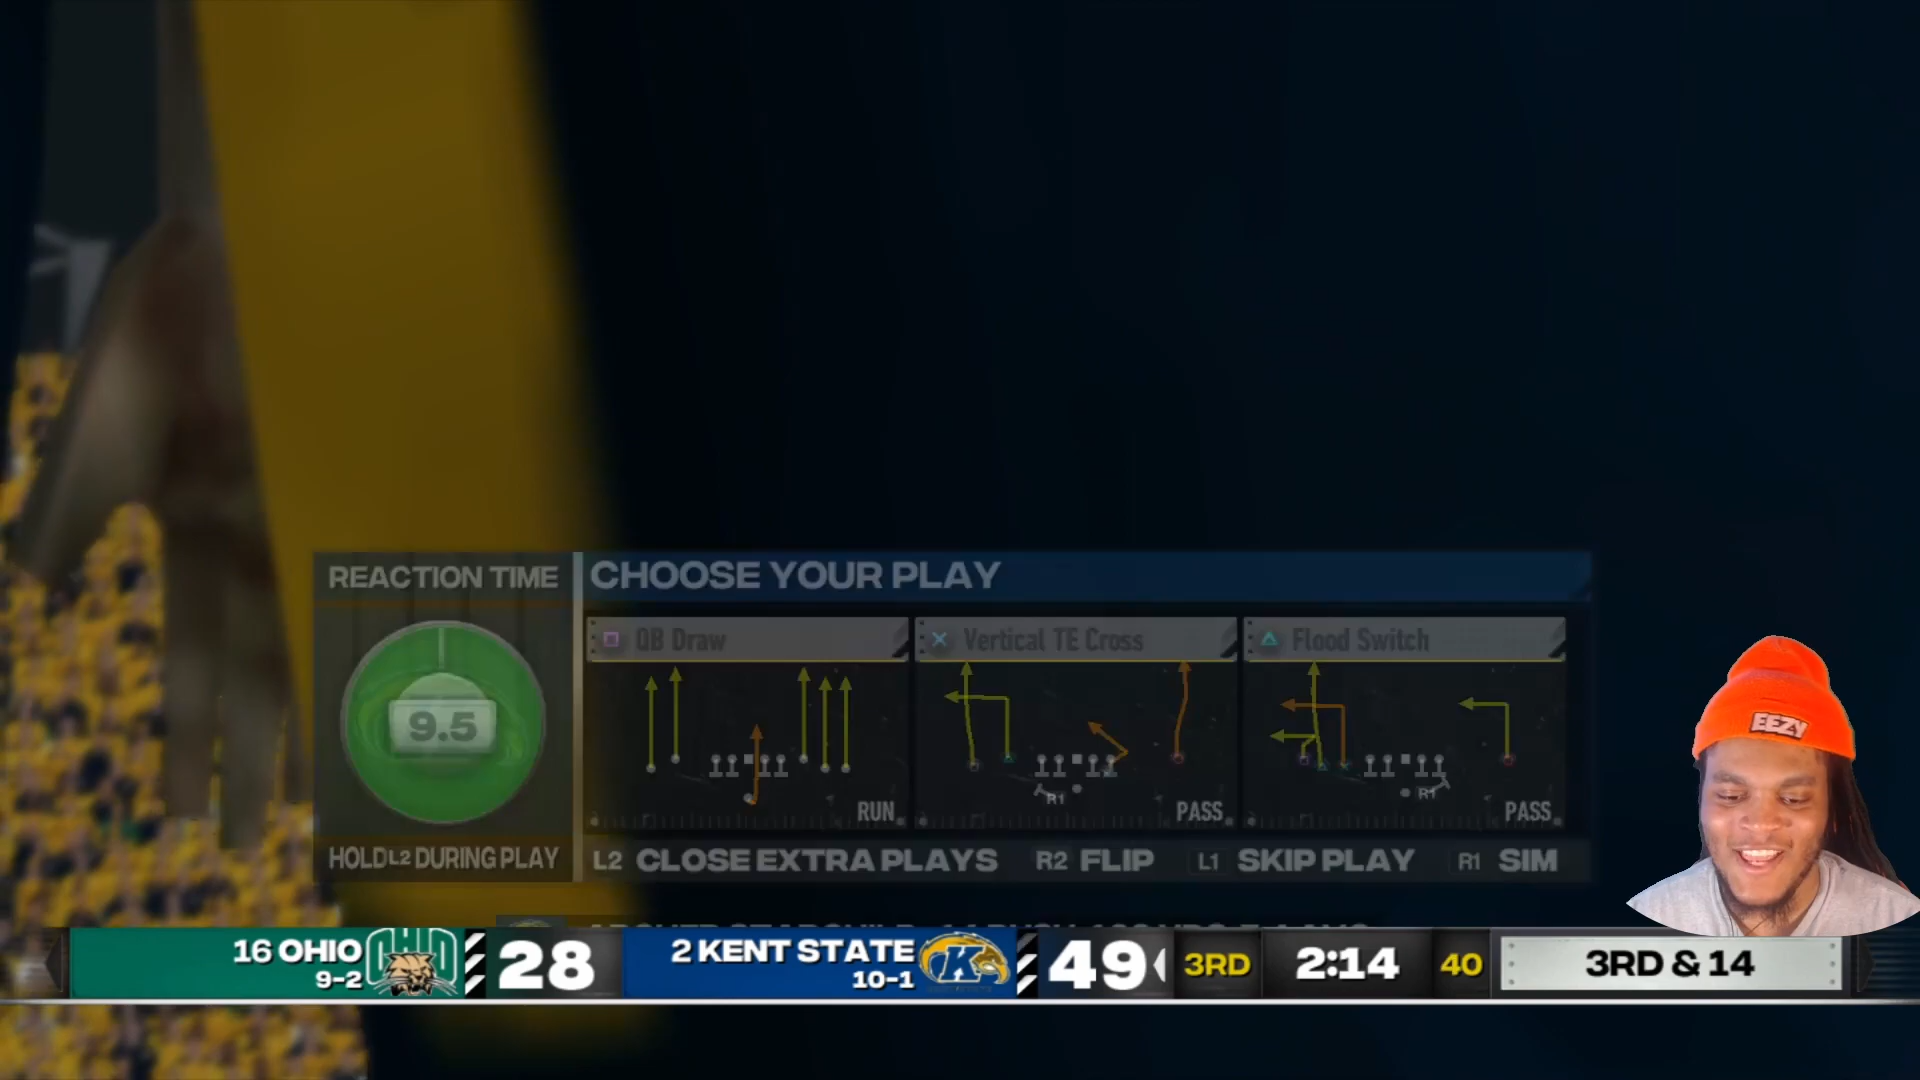 REACTION TIME
9.5
HOLD L2 DURING PLAY
CHOOSE YOUR PLAY
QB Draw
RUN
Vertical TE Cross
R1
PASS
Flood Switch
R1
PASS
L2 CLOSE EXTRA PLAYS R2 FLIP L1 SKIP PLAY R1 SIM
EEZY
16 OHIO
9-2
OHIO
28
2 KENT STATE
10-1
K
49
3RD
2:14
40
3RD & 14